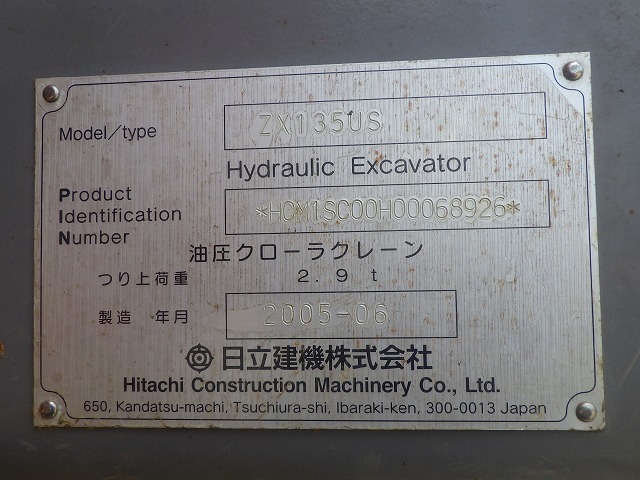 Model/type ZX135US
Hydraulic Excavator
Product
Identification
Number *HCM1SC00H00068926*
油圧クローラクレーン
つり上荷重 2.9 t
製造 年月 2005-06
日立建機株式会社
Hitachi Construction Machinery Co., Ltd.
650, Kandatsu-machi, Tsuchiura-shi, Ibaraki-ken, 300-0013 Japan